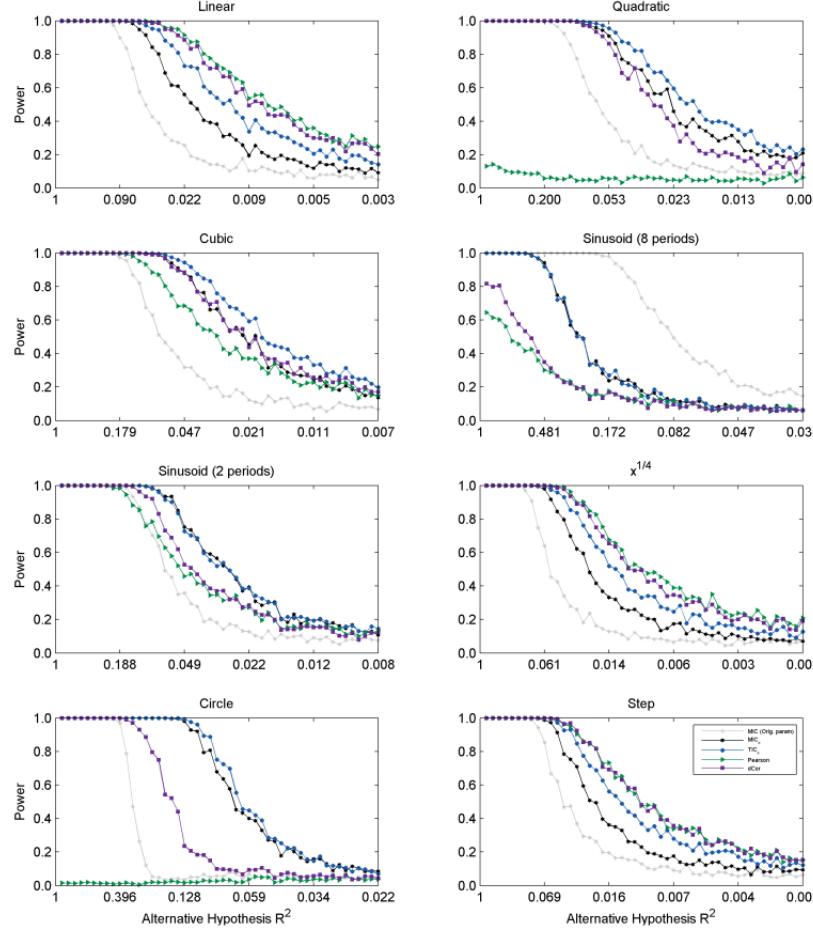 Linear
Quadratic
Power
1.0
0.8
0.6
0.4
0.2
0.0
1 0.090 0.022 0.009 0.005 0.003
1.0
0.8
0.6
0.4
0.2
0.0
1 0.200 0.053 0.023 0.013 0.00
Cubic
Sinusoid (8 periods)
Power
1.0
0.8
0.6
0.4
0.2
0.0
1 0.179 0.047 0.021 0.011 0.007
1.0
0.8
0.6
0.4
0.2
0.0
1 0.481 0.172 0.082 0.047 0.03
Sinusoid (2 periods)
x^1/4
Power
1.0
0.8
0.6
0.4
0.2
0.0
1 0.188 0.049 0.022 0.012 0.008
1.0
0.8
0.6
0.4
0.2
0.0
1 0.061 0.014 0.006 0.003 0.00
Circle
Step
Power
1.0
0.8
0.6
0.4
0.2
0.0
1 0.396 0.128 0.059 0.034 0.022
Alternative Hypothesis R²
1.0
0.8
0.6
0.4
0.2
0.0
1 0.069 0.016 0.007 0.004 0.00
Alternative Hypothesis R²
MIC (Orig. param)
MICₑ
TICₑ
Pearson
dCor